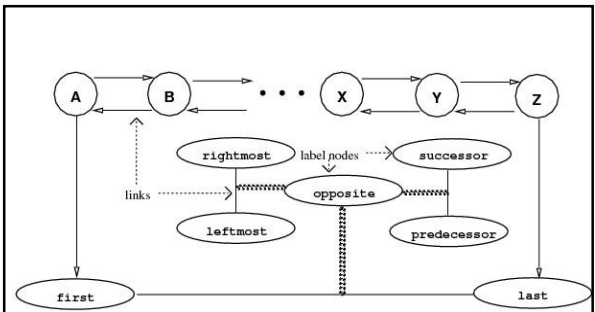 A B • • • X Y Z
rightmost label nodes successor
links opposite
leftmost predecessor
first last